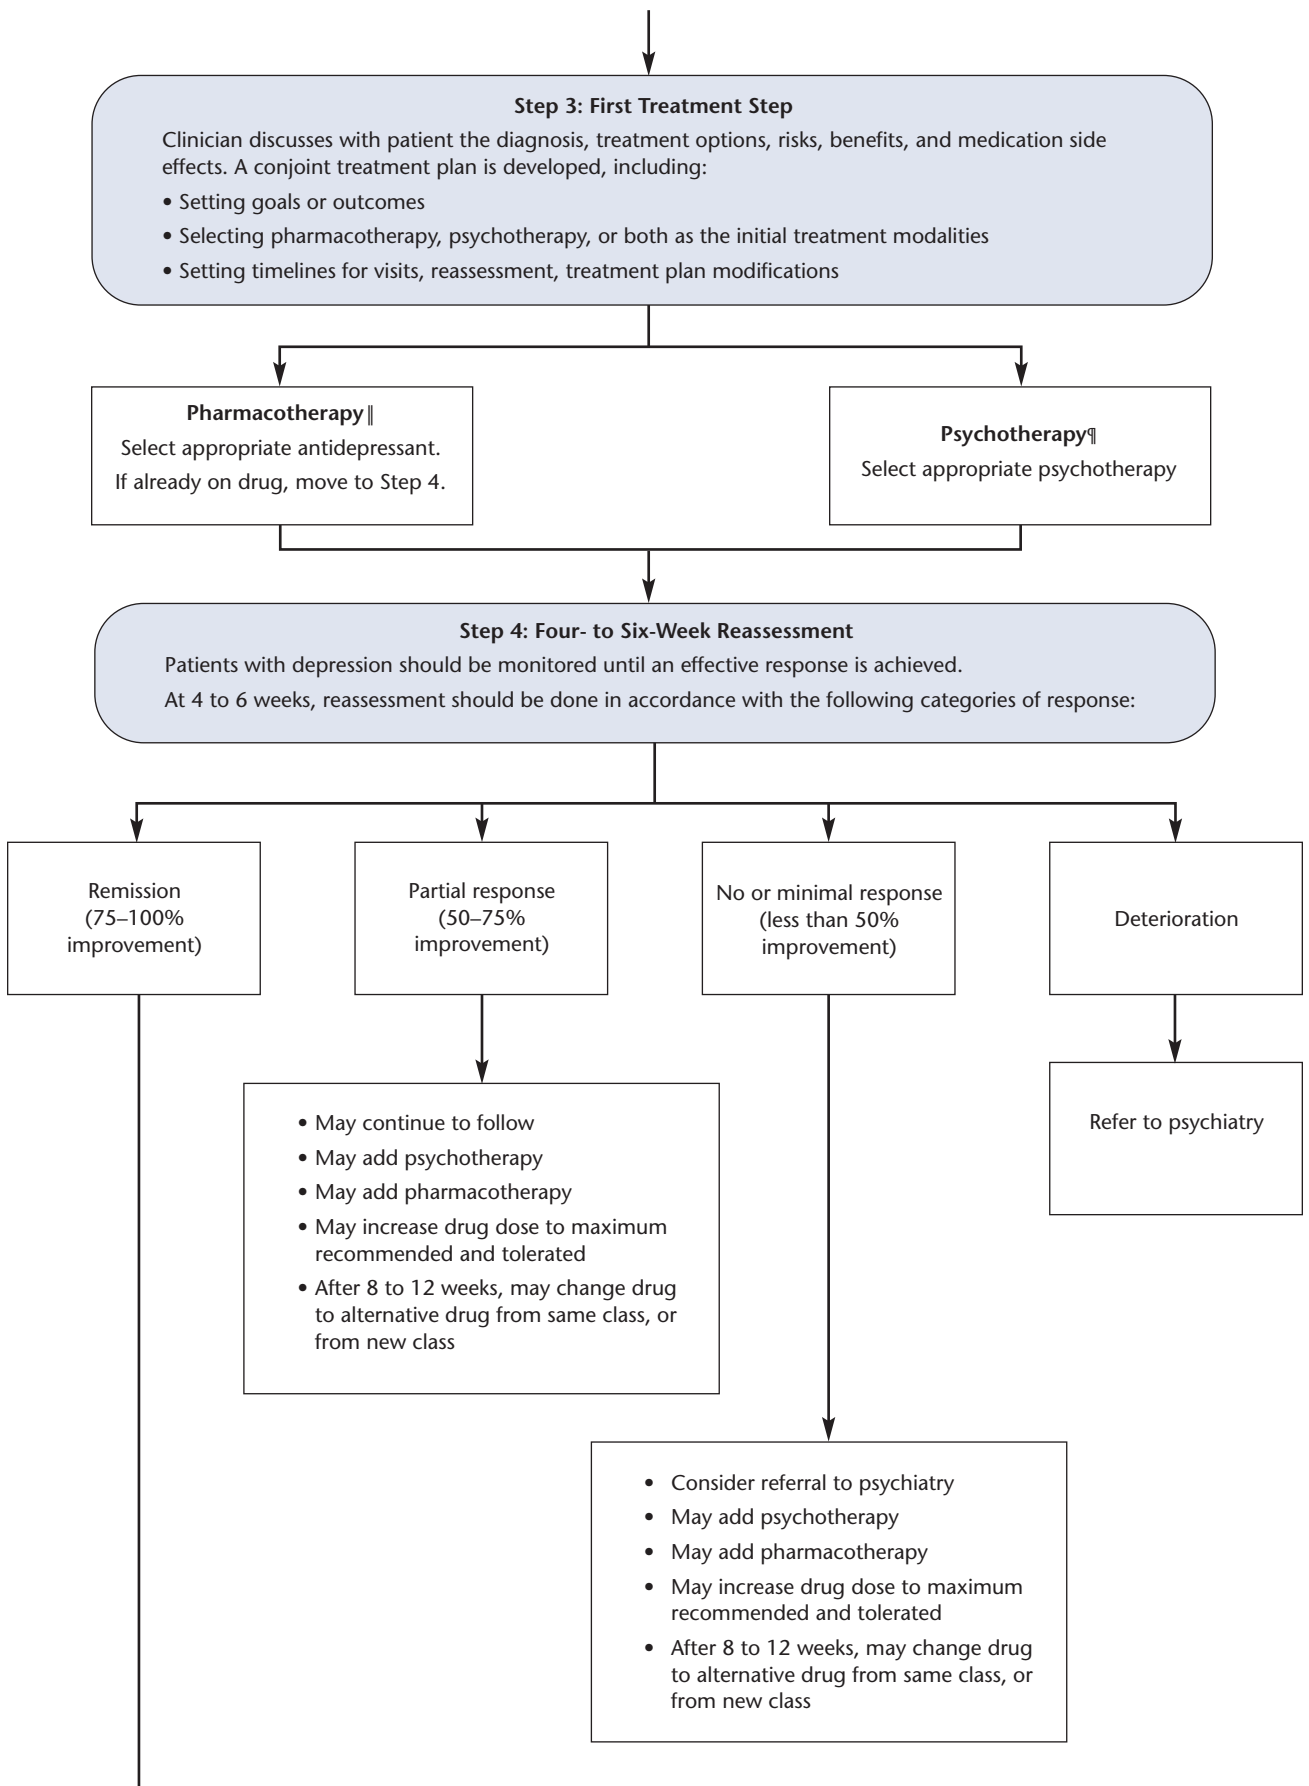 Step 3: First Treatment Step
Clinician discusses with patient the diagnosis, treatment options, risks, benefits, and medication side
effects. A conjoint treatment plan is developed, including:
• Setting goals or outcomes
• Selecting pharmacotherapy, psychotherapy, or both as the initial treatment modalities
• Setting timelines for visits, reassessment, treatment plan modifications
Pharmacotherapy‖
Select appropriate antidepressant.
If already on drug, move to Step 4.
Psychotherapy¶
Select appropriate psychotherapy
Step 4: Four- to Six-Week Reassessment
Patients with depression should be monitored until an effective response is achieved.
At 4 to 6 weeks, reassessment should be done in accordance with the following categories of response:
Remission
(75–100%
improvement)
Partial response
(50–75%
improvement)
No or minimal response
(less than 50%
improvement)
Deterioration
• May continue to follow
• May add psychotherapy
• May add pharmacotherapy
• May increase drug dose to maximum
recommended and tolerated
• After 8 to 12 weeks, may change drug
to alternative drug from same class, or
from new class
Refer to psychiatry
• Consider referral to psychiatry
• May add psychotherapy
• May add pharmacotherapy
• May increase drug dose to maximum
recommended and tolerated
• After 8 to 12 weeks, may change drug
to alternative drug from same class, or
from new class